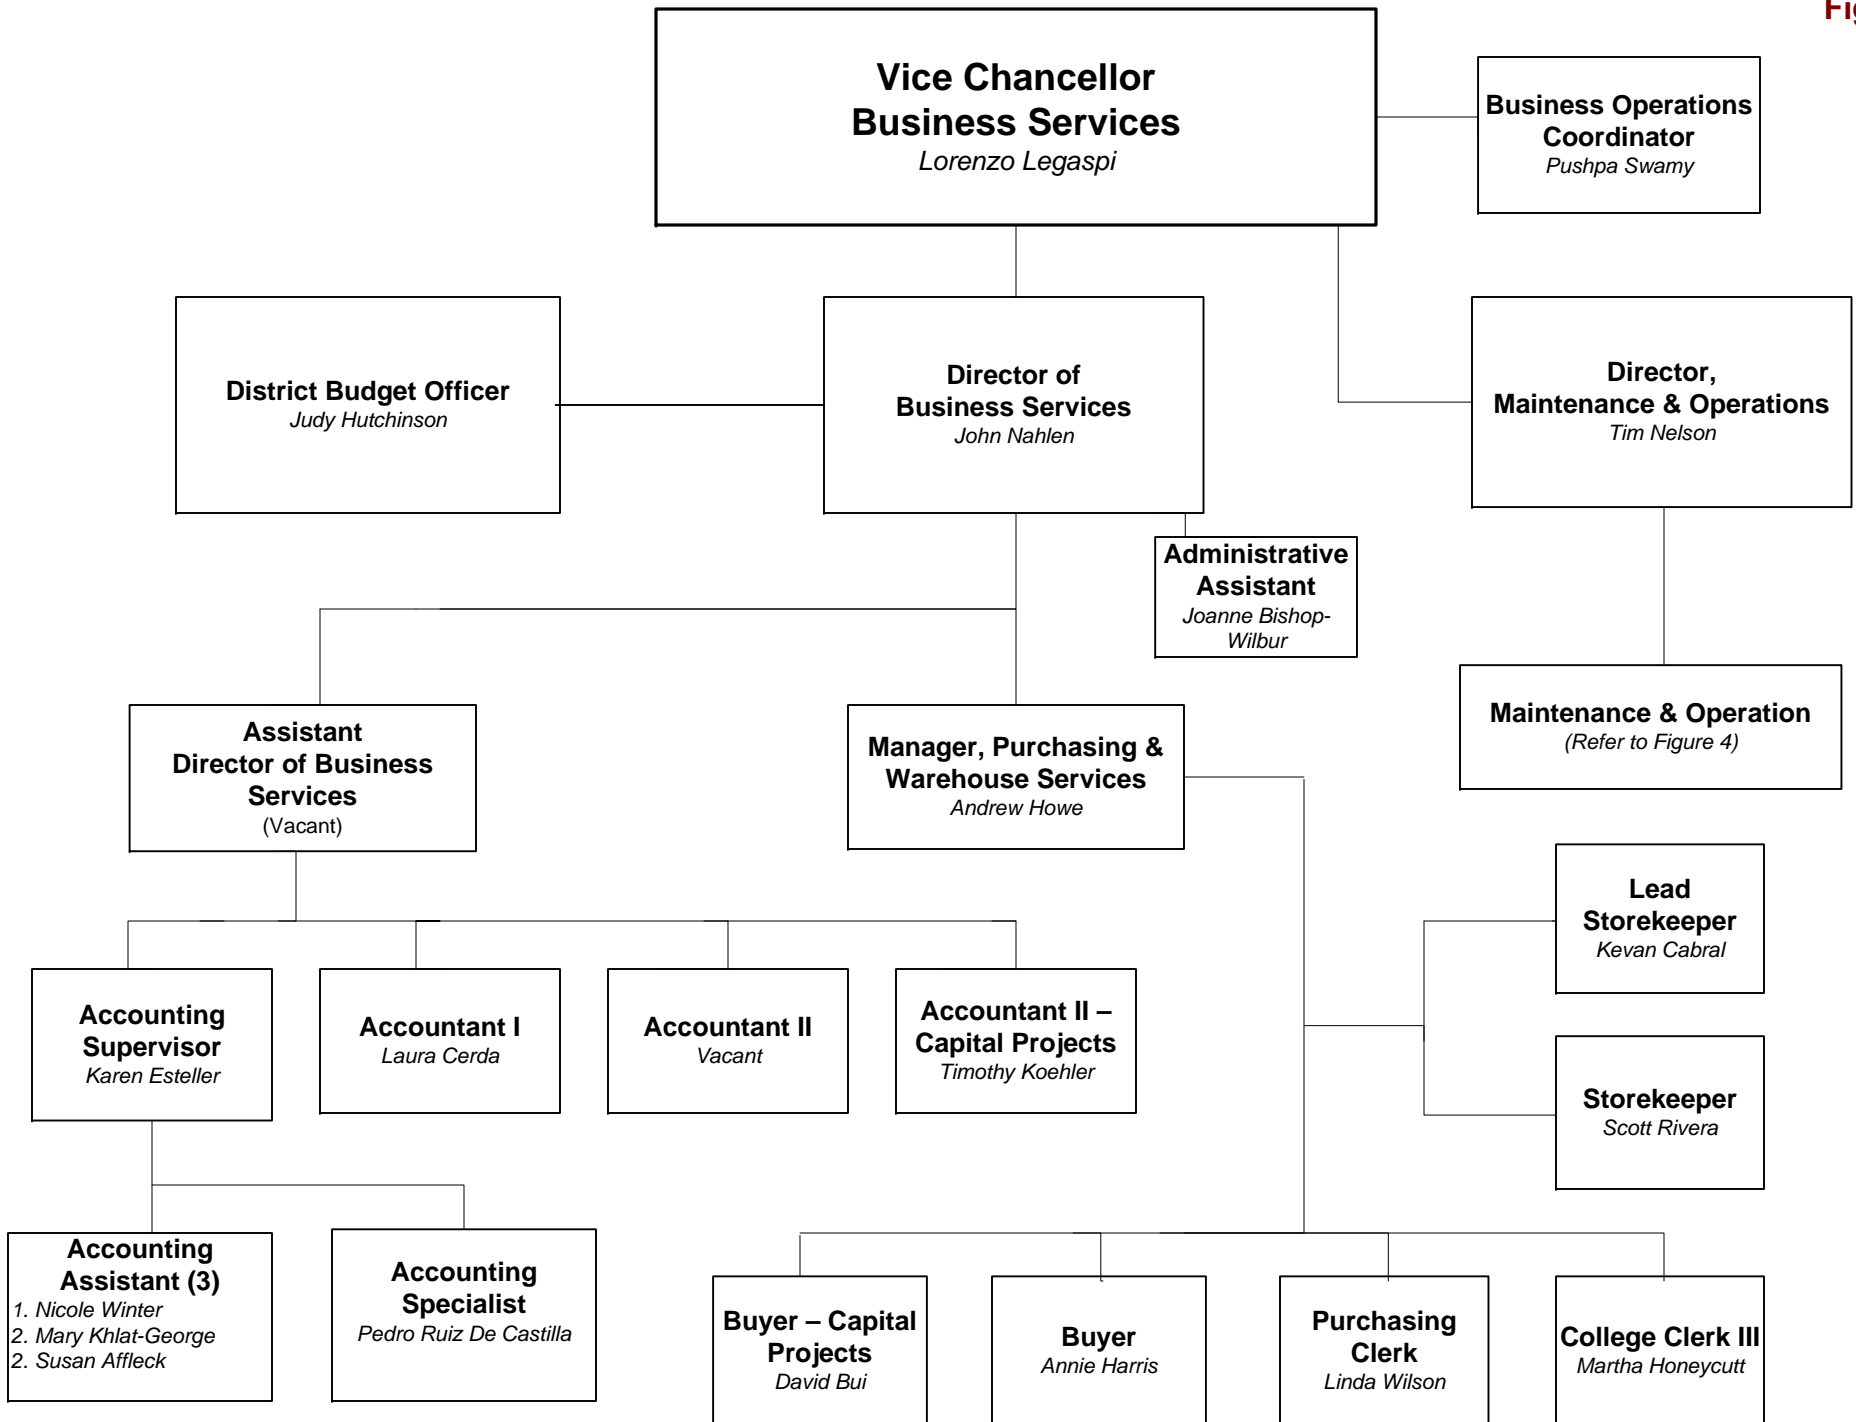 Fig
Vice Chancellor
Business Services
Lorenzo Legaspi
Business Operations
Coordinator
Pushpa Swamy
District Budget Officer
Judy Hutchinson
Director of
Business Services
John Nahlen
Director,
Maintenance & Operations
Tim Nelson
Administrative
Assistant
Joanne Bishop-
Wilbur
Assistant
Director of Business
Services
(Vacant)
Manager, Purchasing &
Warehouse Services
Andrew Howe
Maintenance & Operation
(Refer to Figure 4)
Lead
Storekeeper
Kevan Cabral
Accounting
Supervisor
Karen Esteller
Accountant I
Laura Cerda
Accountant II
Vacant
Accountant II –
Capital Projects
Timothy Koehler
Storekeeper
Scott Rivera
Accounting
Assistant (3)
1. Nicole Winter
2. Mary Khlat-George
2. Susan Affleck
Accounting
Specialist
Pedro Ruiz De Castilla
Buyer – Capital
Projects
David Bui
Buyer
Annie Harris
Purchasing
Clerk
Linda Wilson
College Clerk III
Martha Honeycutt